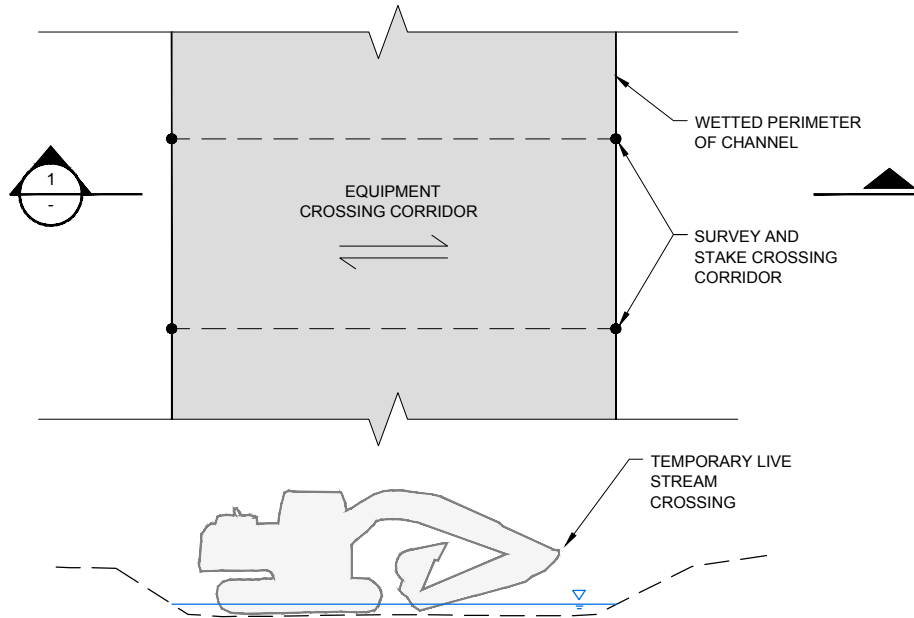 WETTED PERIMETER
OF CHANNEL
1
-
EQUIPMENT
CROSSING CORRIDOR
SURVEY AND
STAKE CROSSING
CORRIDOR
TEMPORARY LIVE
STREAM
CROSSING